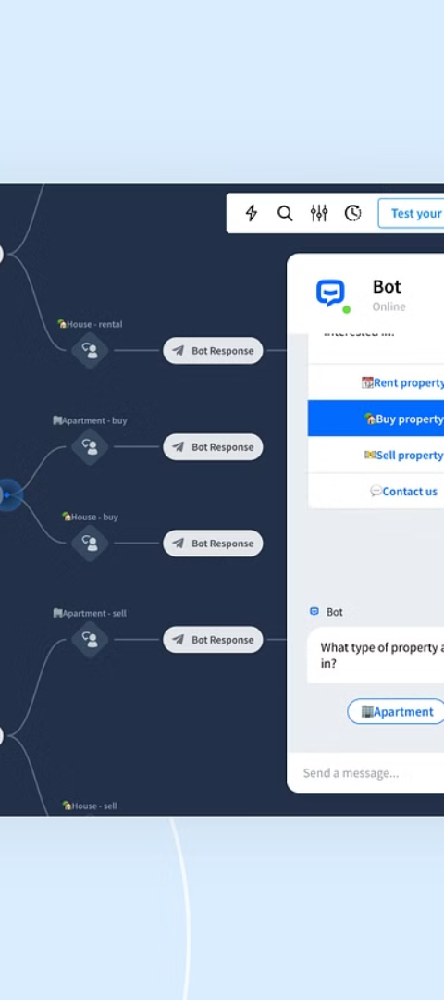 Test your
Bot
Online
interested in?
🏡House - rental
Bot Response
📅Rent property
🏢Apartment - buy
Bot Response
🏡Buy property
💵Sell property
💬Contact us
🏡House - buy
Bot Response
🏢Apartment - sell
Bot Response
Bot
What type of property a
in?
🏢Apartment
Send a message...
🏡House - sell